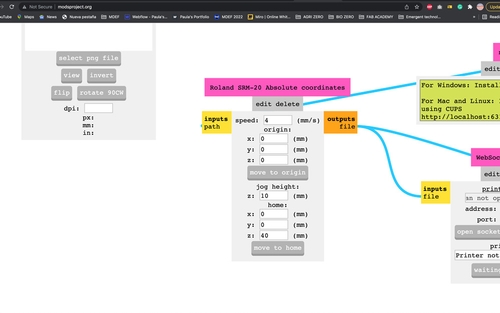 Not Secure | modsproject.org
YouTube
Maps
News
Nueva pestaña
MDEF
Webflow - Paula's...
Paula's Portfolio
MDEF 2023
Miro | Online Whit...
AGRI ZERO
BIO ZERO
FAB ACADEMY
Emergent technol...
select png file
view
invert
flip
rotate 90CW
dpi:
px:
mm:
in:
Roland SRM-20 Absolute coordinates
edit delete
inputs
path
outputs
file
speed: 4 (mm/s)
origin:
x: 0 (mm)
y: 0 (mm)
z: 0 (mm)
move to origin
jog height:
z: 10 (mm)
home:
x: 0 (mm)
y: 0 (mm)
z: 40 (mm)
move to home
edit
For Windows: Instal
For Mac and Linux:
using CUPS
http://localhost:63
WebSoc
edit
inputs
file
print
an not op
address:
port:
open socket
pri
Printer not
waiting